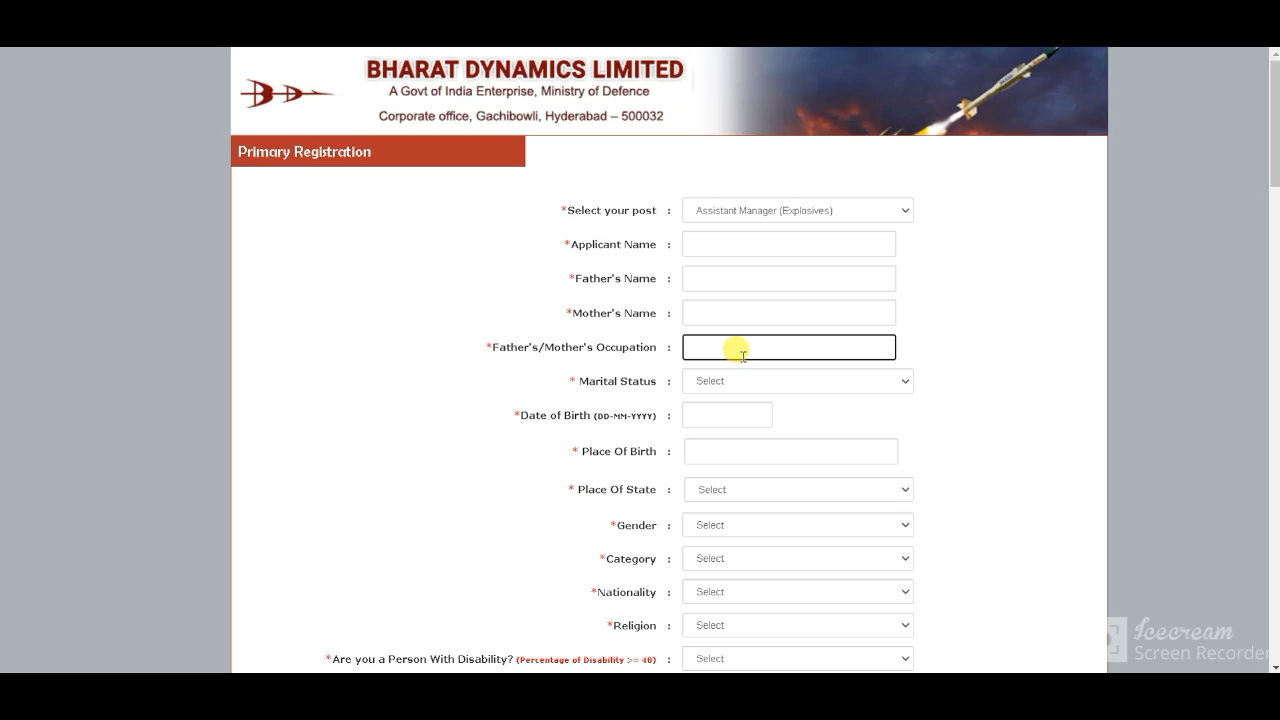 BHARAT DYNAMICS LIMITED
A Govt of India Enterprise, Ministry of Defence
Corporate office, Gachibowli, Hyderabad – 500032
Primary Registration
*Select your post : Assistant Manager (Explosives)
*Applicant Name :
*Father's Name :
*Mother's Name :
*Father's/Mother's Occupation :
* Marital Status : Select
*Date of Birth (DD-MM-YYYY) :
* Place Of Birth :
* Place Of State : Select
*Gender : Select
*Category : Select
*Nationality : Select
*Religion : Select
*Are you a Person With Disability? (Percentage of Disability >= 40) : Select
Icecream
Screen Recorder